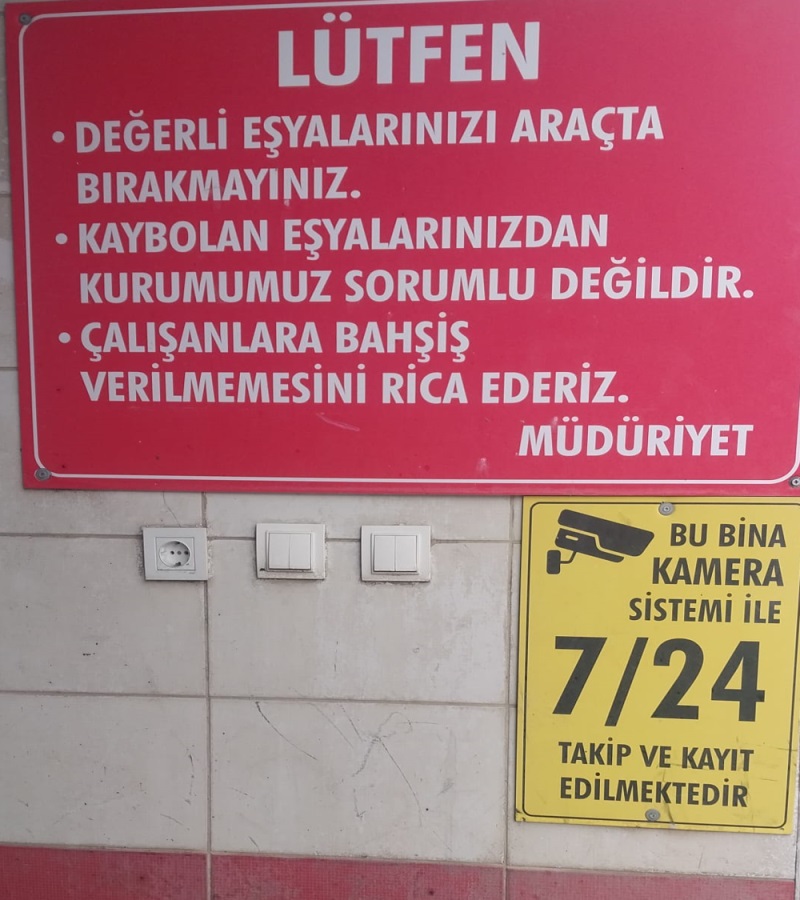 LÜTFEN
• DEĞERLİ EŞYALARINIZI ARAÇTA
BIRAKMAYINIZ.
• KAYBOLAN EŞYALARINIZDAN
KURUMUMUZ SORUMLU DEĞİLDİR.
• ÇALIŞANLARA BAHŞİŞ
VERİLMEMESİNİ RİCA EDERİZ.
MÜDÜRİYET
BU BİNA
KAMERA
SİSTEMİ İLE
7/24
TAKİP VE KAYIT
EDİLMEKTEDİR